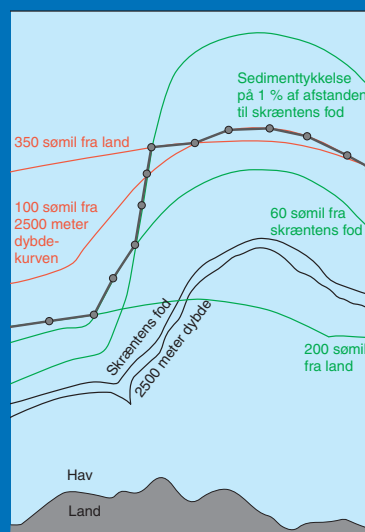 Sedimenttykkelse
på 1 % af afstanden
til skræntens fod
350 sømil fra land
100 sømil fra
2500 meter
dybde-
kurven
60 sømil fra
skræntens fod
Skræntens fod
2500 meter dybde
200 sømil
fra land
Hav
Land